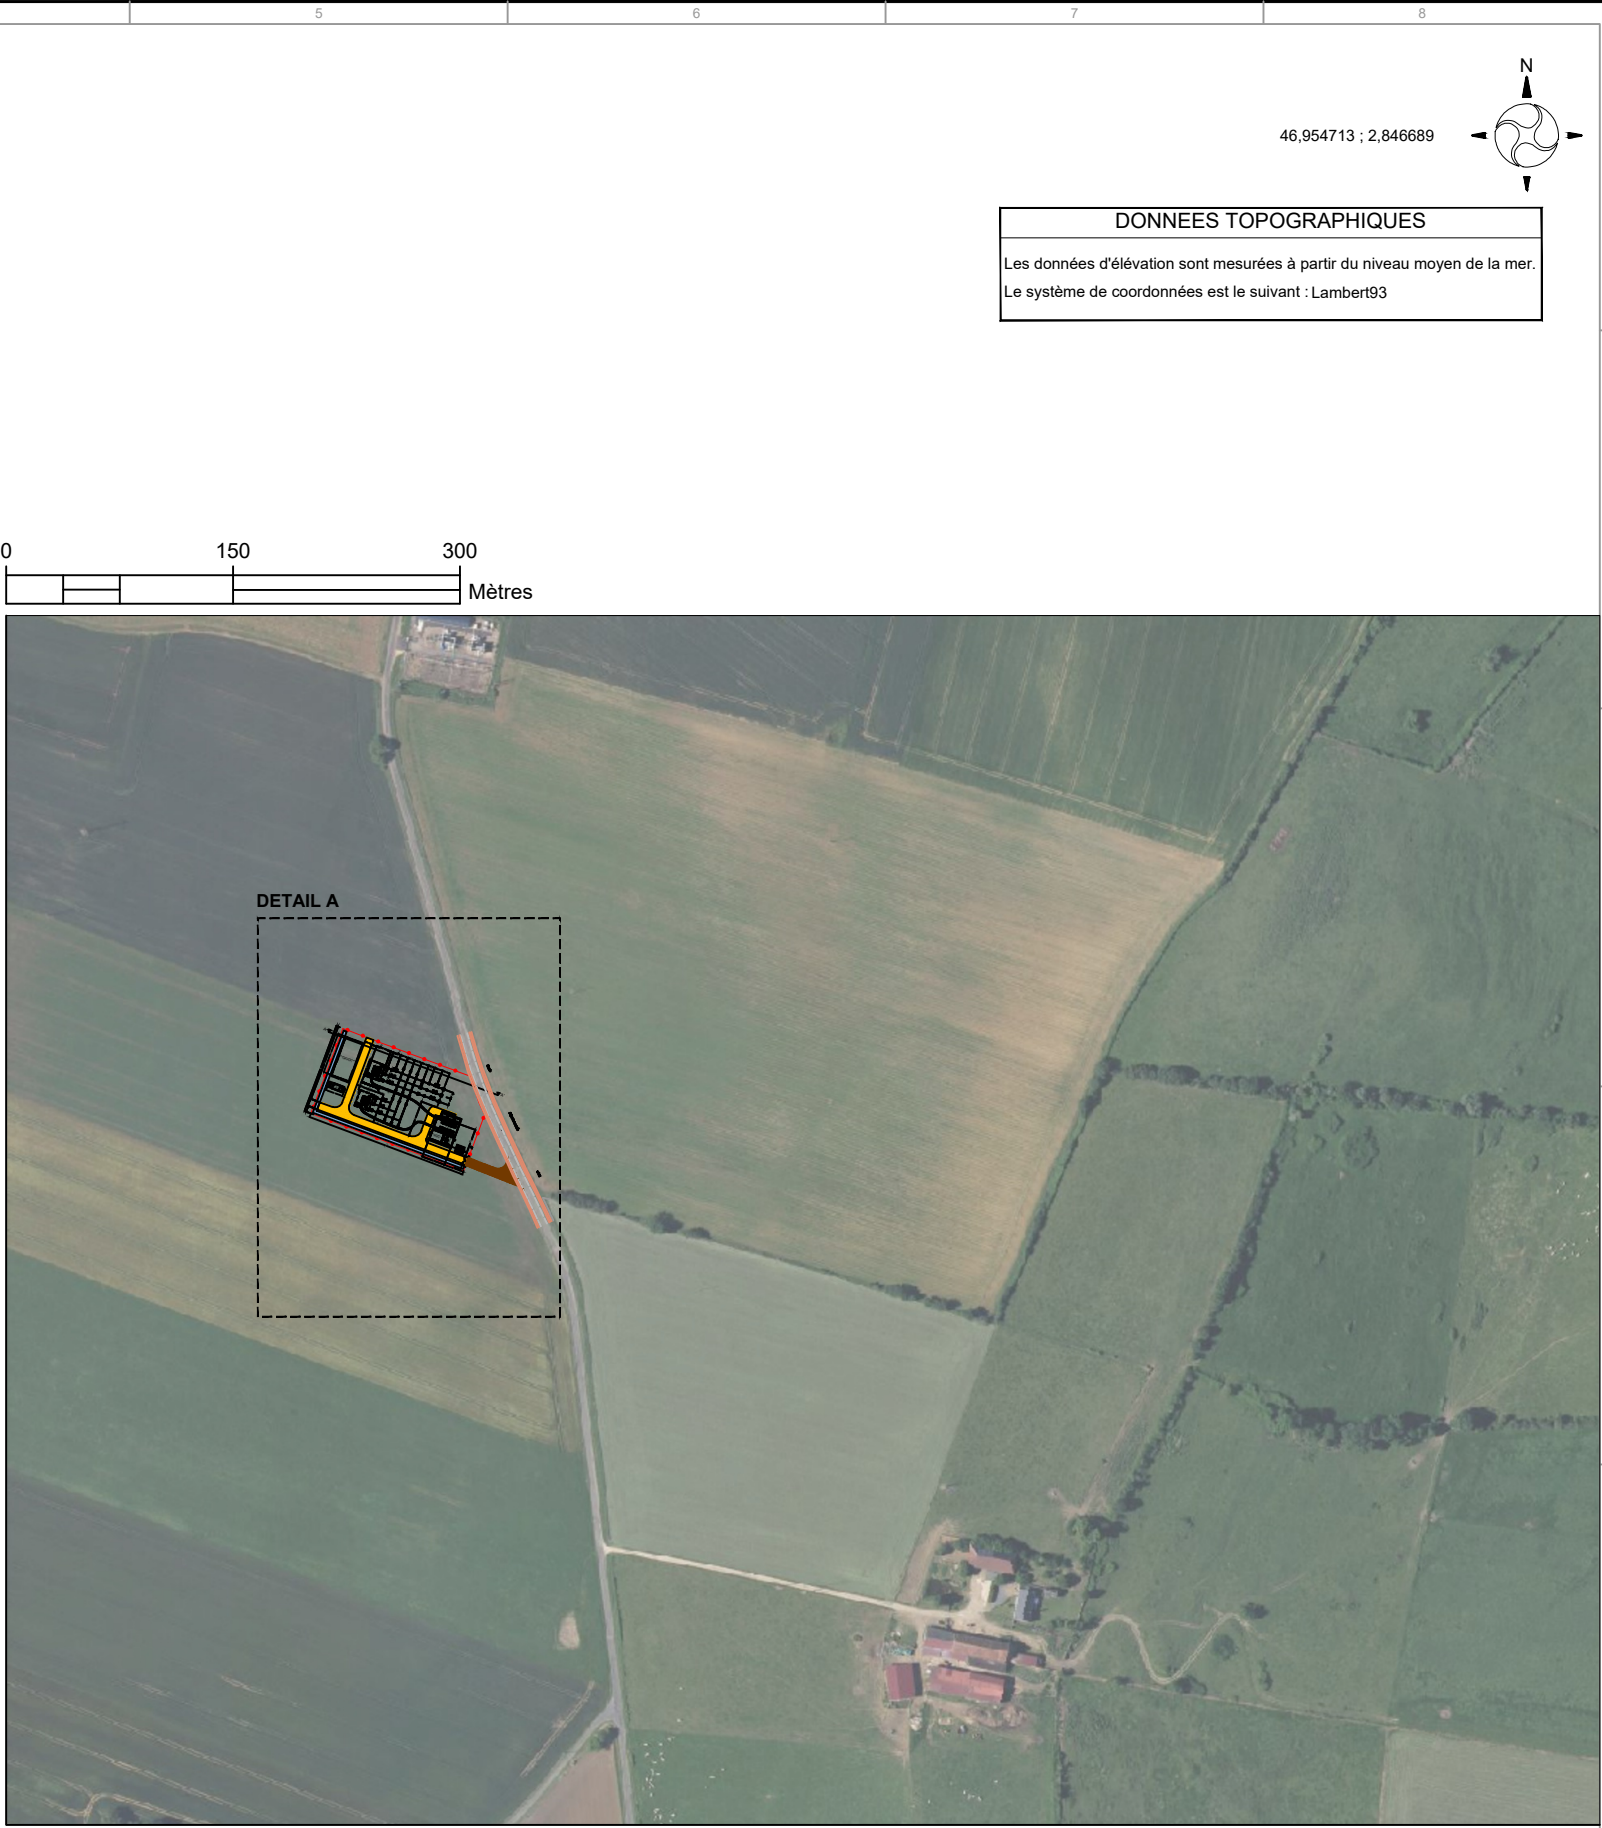 5 6 7 8
N
46,954713 ; 2,846689
DONNEES TOPOGRAPHIQUES
Les données d'élévation sont mesurées à partir du niveau moyen de la mer.
Le système de coordonnées est le suivant : Lambert93
0 150 300
Mètres
DETAIL A